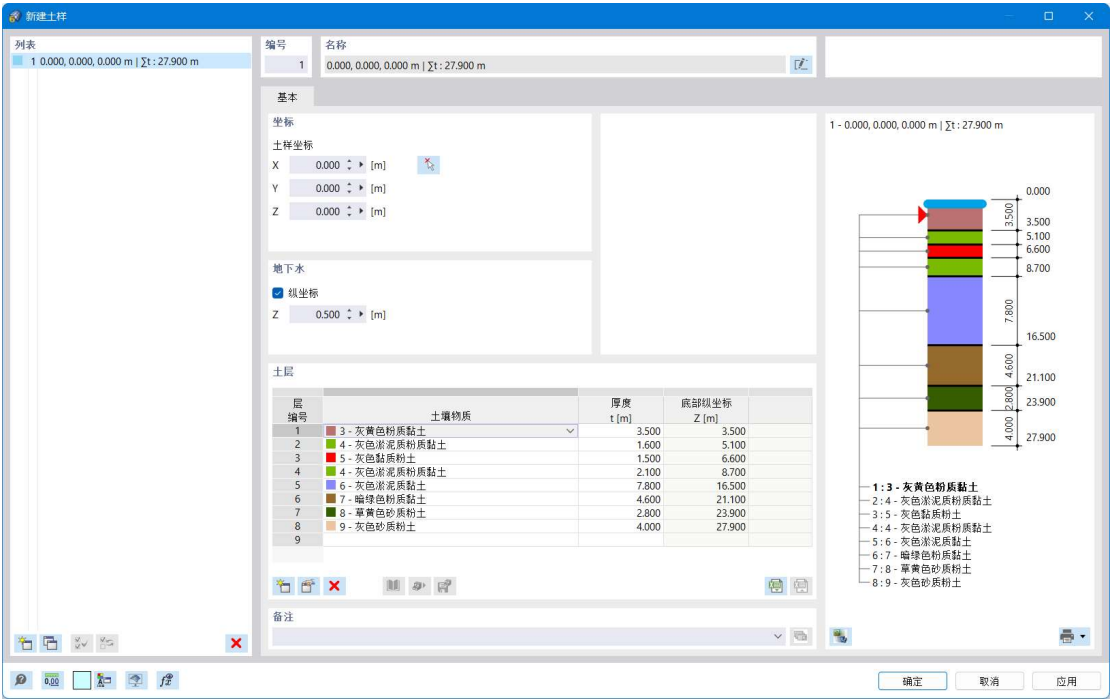 新建土样
列表
1 0.000, 0.000, 0.000 m | ∑t : 27.900 m
编号
1
名称
0.000, 0.000, 0.000 m | ∑t : 27.900 m
基本
坐标
土样坐标
X 0.000 [m]
Y 0.000 [m]
Z 0.000 [m]
地下水
纵坐标
Z 0.500 [m]
土层
层 厚度 底部纵坐标
编号 土壤物质 t [m] Z [m]
1 3 - 灰黄色粉质黏土 3.500 3.500
2 4 - 灰色淤泥质粉质黏土 1.600 5.100
3 5 - 灰色黏质粉土 1.500 6.600
4 4 - 灰色淤泥质粉质黏土 2.100 8.700
5 6 - 灰色淤泥质黏土 7.800 16.500
6 7 - 暗绿色粉质黏土 4.600 21.100
7 8 - 草黄色砂质粉土 2.800 23.900
8 9 - 灰色砂质粉土 4.000 27.900
9
备注
1 - 0.000, 0.000, 0.000 m | ∑t : 27.900 m
0.000
3.500
3.500
5.100
6.600
8.700
7.800
16.500
4.600
21.100
2.800
23.900
4.000
27.900
1 : 3 - 灰黄色粉质黏土
2 : 4 - 灰色淤泥质粉质黏土
3 : 5 - 灰色黏质粉土
4 : 4 - 灰色淤泥质粉质黏土
5 : 6 - 灰色淤泥质黏土
6 : 7 - 暗绿色粉质黏土
7 : 8 - 草黄色砂质粉土
8 : 9 - 灰色砂质粉土
0,00
确定
取消
应用